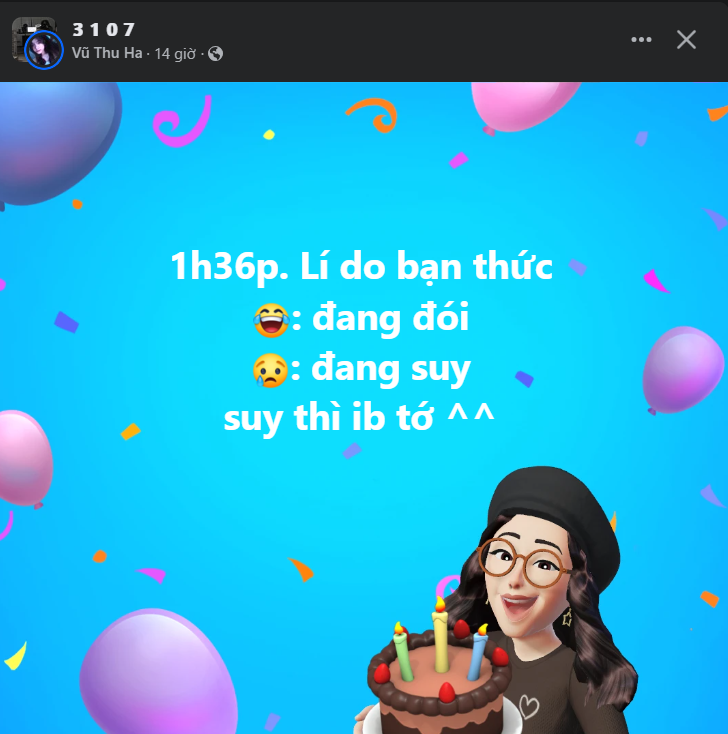 3 1 0 7
Vũ Thu Ha · 14 giờ ·
1h36p. Lí do bạn thức
😂: đang đói
😢: đang suy
suy thì ib tớ ^^